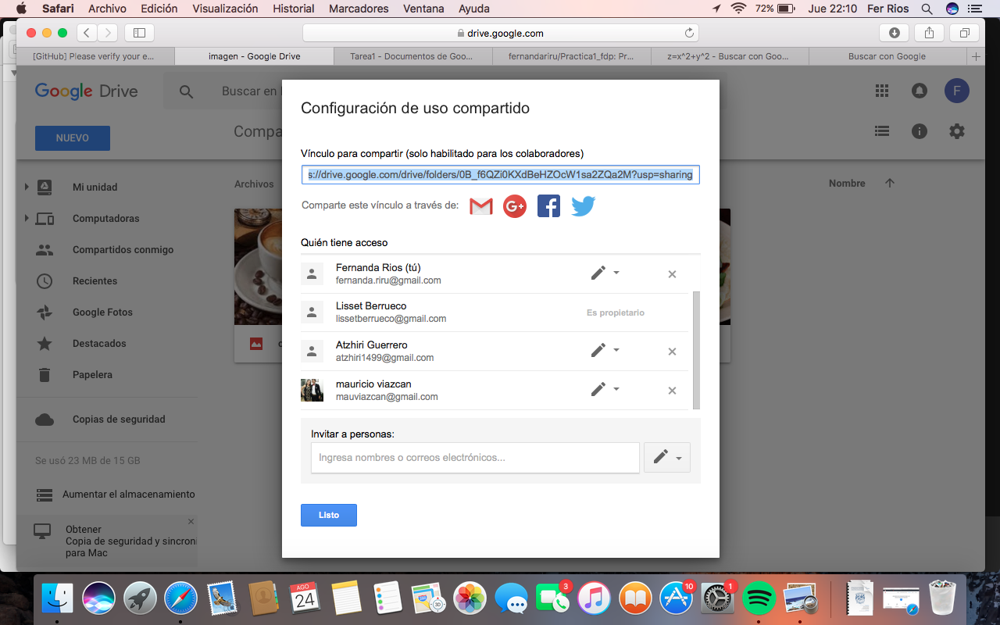 Safari Archivo Edición Visualización Historial Marcadores Ventana Ayuda 72% Jue 22:10 Fer Rios
drive.google.com
[GitHub] Please verify your e... imagen - Google Drive Tarea1 - Documentos de Goo... fernandariru/Practica1_fdp: Pr... z=x^2+y^2 - Buscar con Goo... Buscar con Google
Google Drive Buscar en F
NUEVO Compa
Mi unidad
Computadoras
Compartidos conmigo
Recientes
Google Fotos
Destacados
Papelera
Copias de seguridad
Se usó 23 MB de 15 GB
Aumentar el almacenamiento
Obtener
Copia de seguridad y sincroni
para Mac
Archivos Nombre
Configuración de uso compartido
Vínculo para compartir (solo habilitado para los colaboradores)
s://drive.google.com/drive/folders/0B_f6QZi0KXdBeHZOcW1sa2ZQa2M?usp=sharing
Comparte este vínculo a través de:
G+
Quién tiene acceso
Fernanda Rios (tú)
fernanda.riru@gmail.com
Lisset Berrueco
lissetberrueco@gmail.com Es propietario
Atzhiri Guerrero
atzhiri1499@gmail.com
mauricio viazcan
mauviazcan@gmail.com
Invitar a personas:
Ingresa nombres o correos electrónicos...
Listo
AGO
24
3
10
1